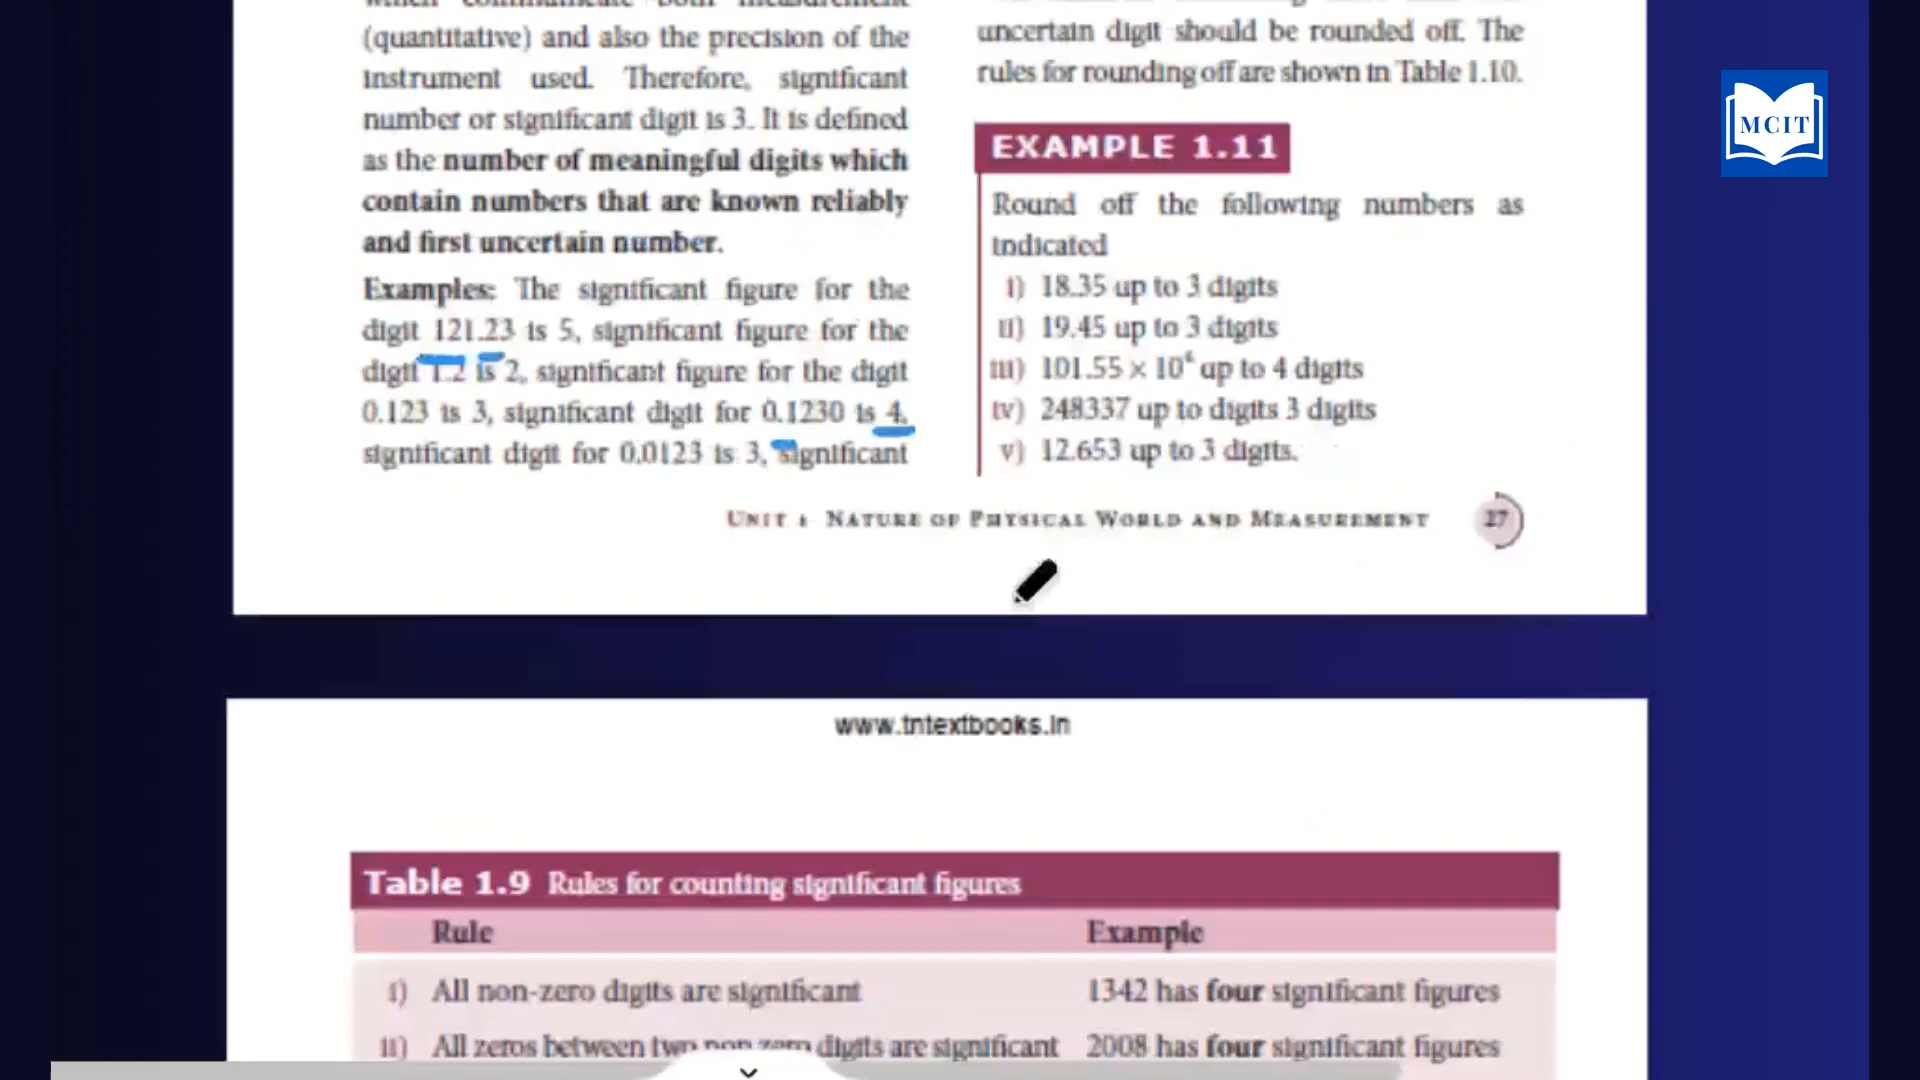 (quantitative) and also the precision of the
instrument used. Therefore, significant
number or significant digit is 3. It is defined
as the number of meaningful digits which
contain numbers that are known reliably
and first uncertain number.
Examples: The significant figure for the
digit 121.23 is 5, significant figure for the
digit 1.2 is 2, significant figure for the digit
0.123 is 3, significant digit for 0.1230 is 4,
significant digit for 0.0123 is 3, significant
uncertain digit should be rounded off. The
rules for rounding off are shown in Table 1.10.
EXAMPLE 1.11
Round off the following numbers as
indicated
i) 18.35 up to 3 digits
ii) 19.45 up to 3 digits
iii) 101.55 × 10⁶ up to 4 digits
iv) 248337 up to digits 3 digits
v) 12.653 up to 3 digits.
UNIT 1 NATURE OF PHYSICAL WORLD AND MEASUREMENT
27
MCIT
www.tntextbooks.in
Table 1.9 Rules for counting significant figures
Rule Example
i) All non-zero digits are significant 1342 has four significant figures
ii) All zeros between two non zero digits are significant 2008 has four significant figures